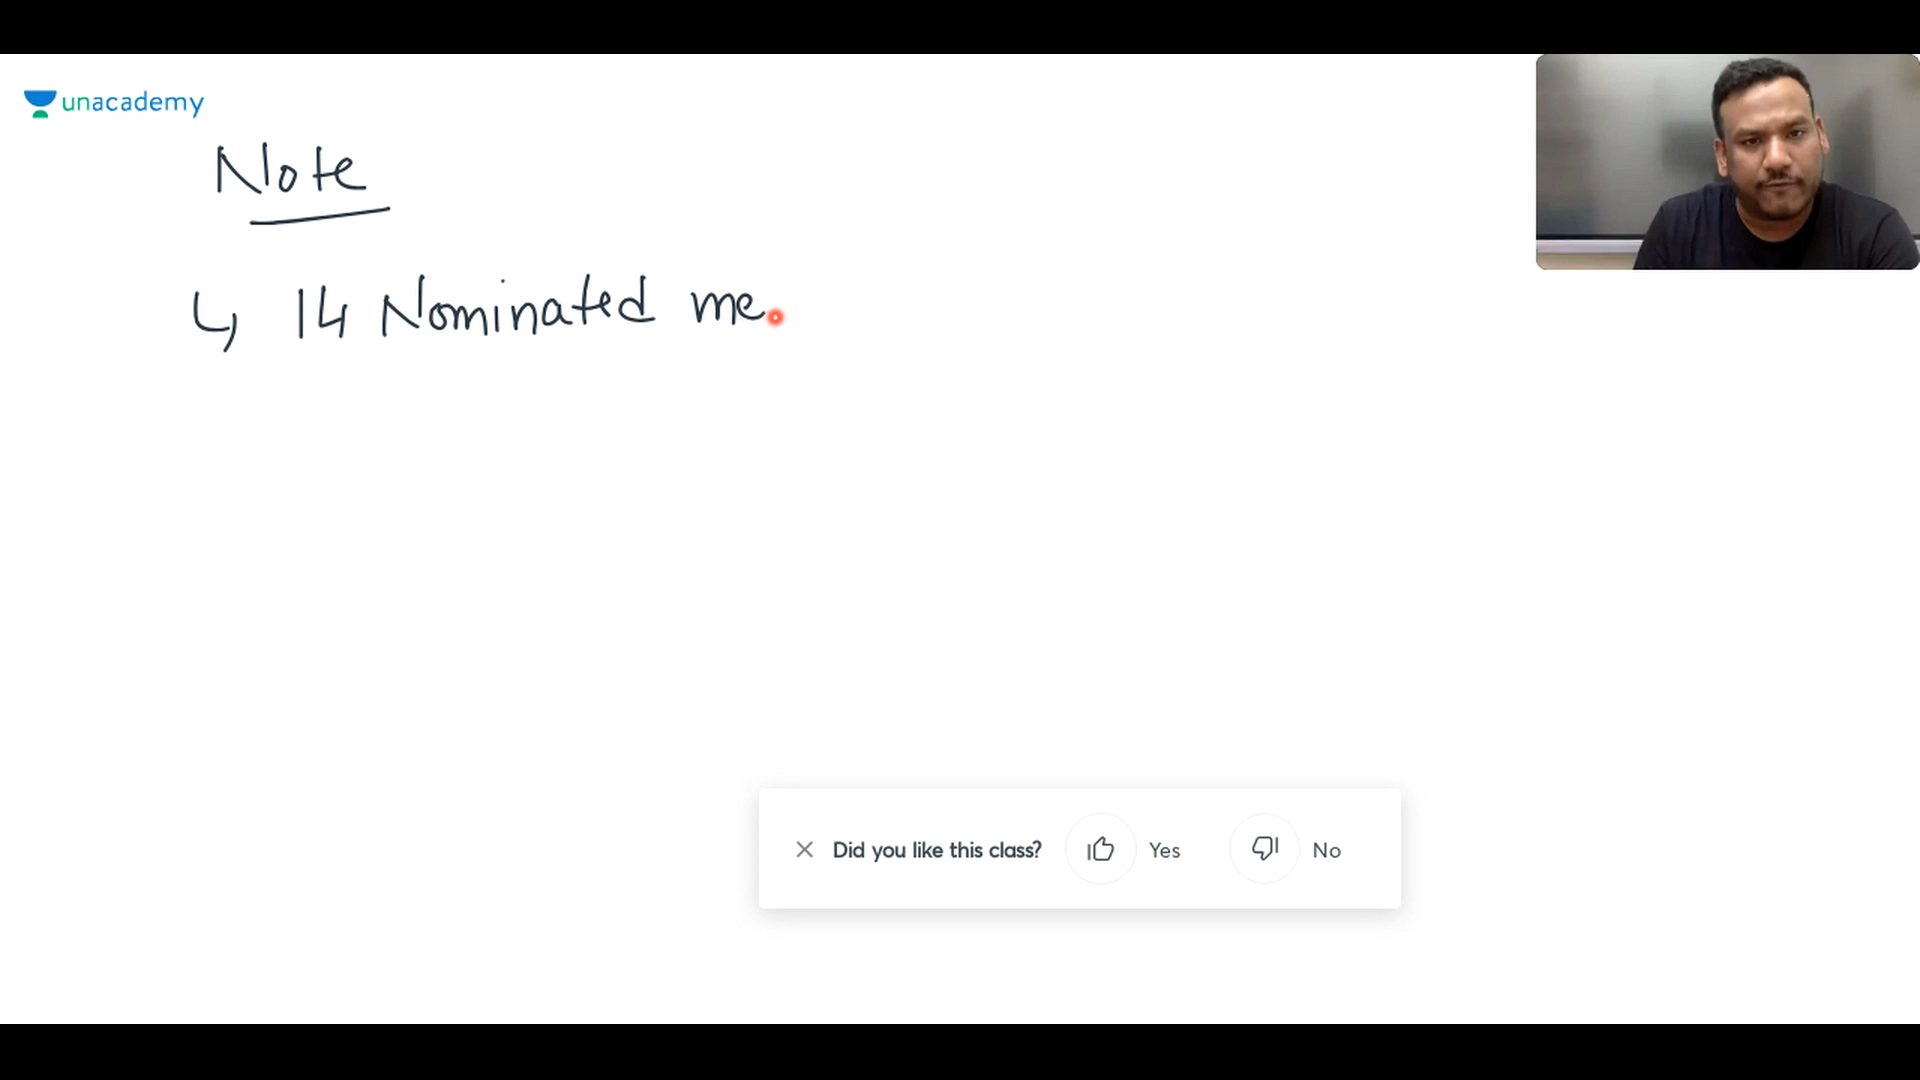 unacademy
Note
↳ 14 Nominated me
Did you like this class? Yes No